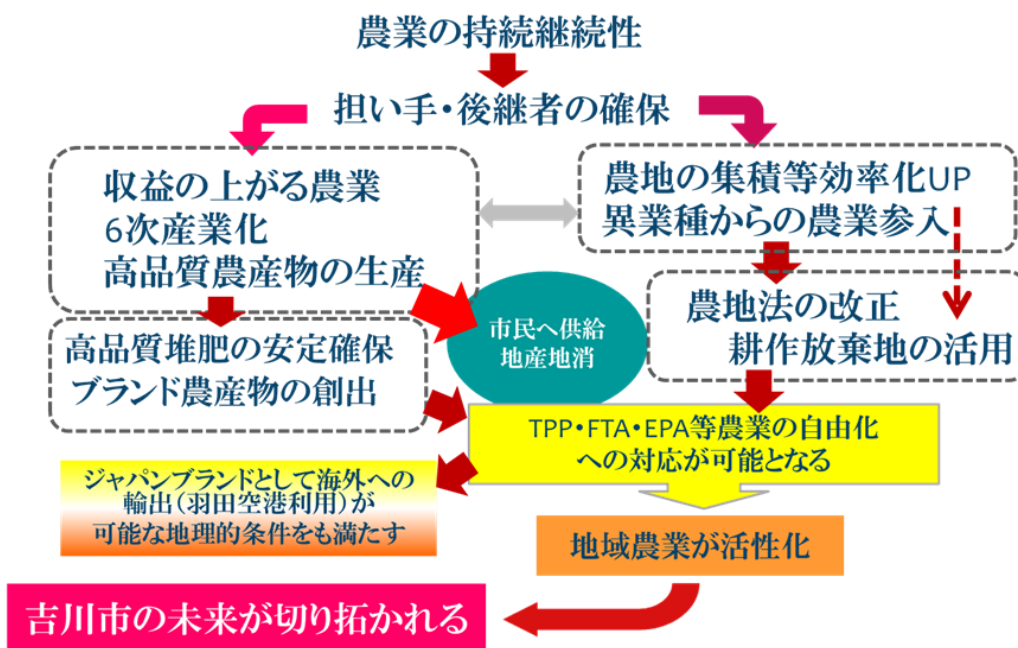 農業の持続継続性
担い手・後継者の確保
収益の上がる農業
6次産業化
高品質農産物の生産
農地の集積等効率化UP
異業種からの農業参入
市民へ供給
地産地消
農地法の改正
耕作放棄地の活用
高品質堆肥の安定確保
ブランド農産物の創出
TPP・FTA・EPA等農業の自由化
への対応が可能となる
ジャパンブランドとして海外への
輸出(羽田空港利用)が
可能な地理的条件をも満たす
地域農業が活性化
吉川市の未来が切り拓かれる